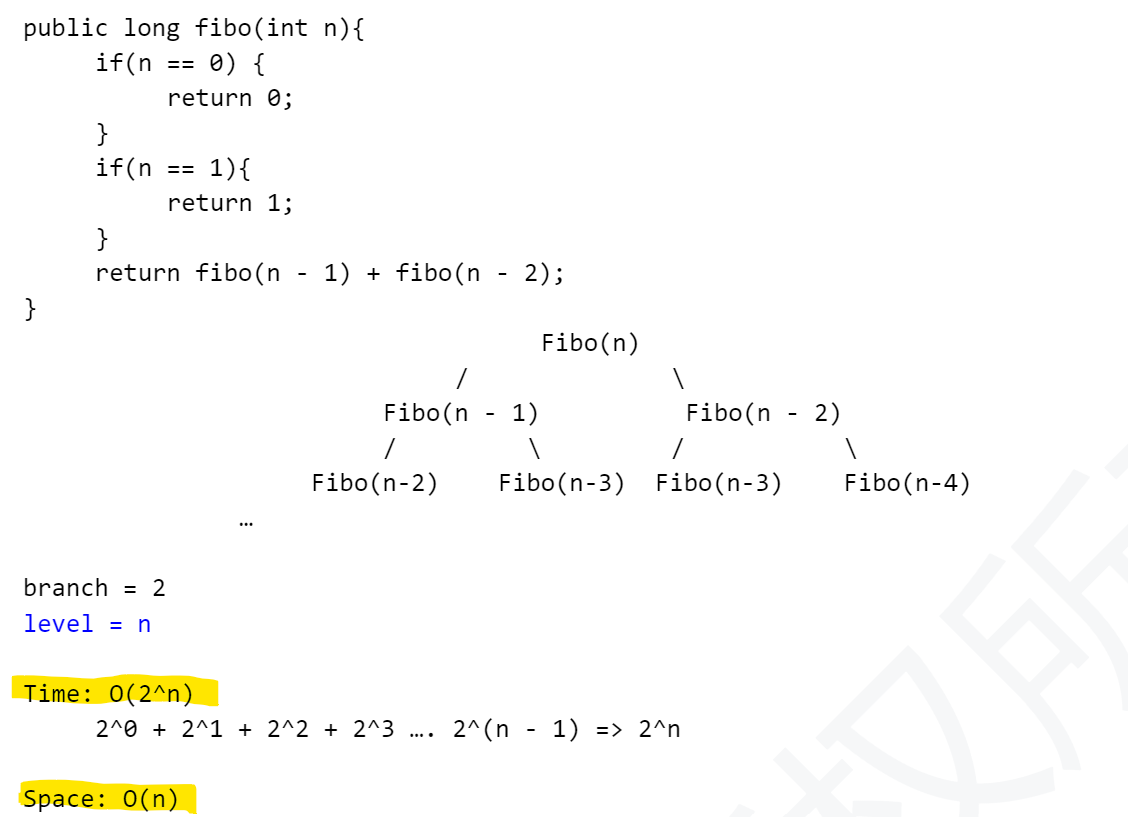 public long fibo(int n){
if(n == 0) {
return 0;
}
if(n == 1){
return 1;
}
return fibo(n - 1) + fibo(n - 2);
}
Fibo(n)
/ \
Fibo(n - 1) Fibo(n - 2)
/ \ / \
Fibo(n-2) Fibo(n-3) Fibo(n-3) Fibo(n-4)
…
branch = 2
level = n
Time: O(2^n)
2^0 + 2^1 + 2^2 + 2^3 …. 2^(n - 1) => 2^n
Space: O(n)
权所